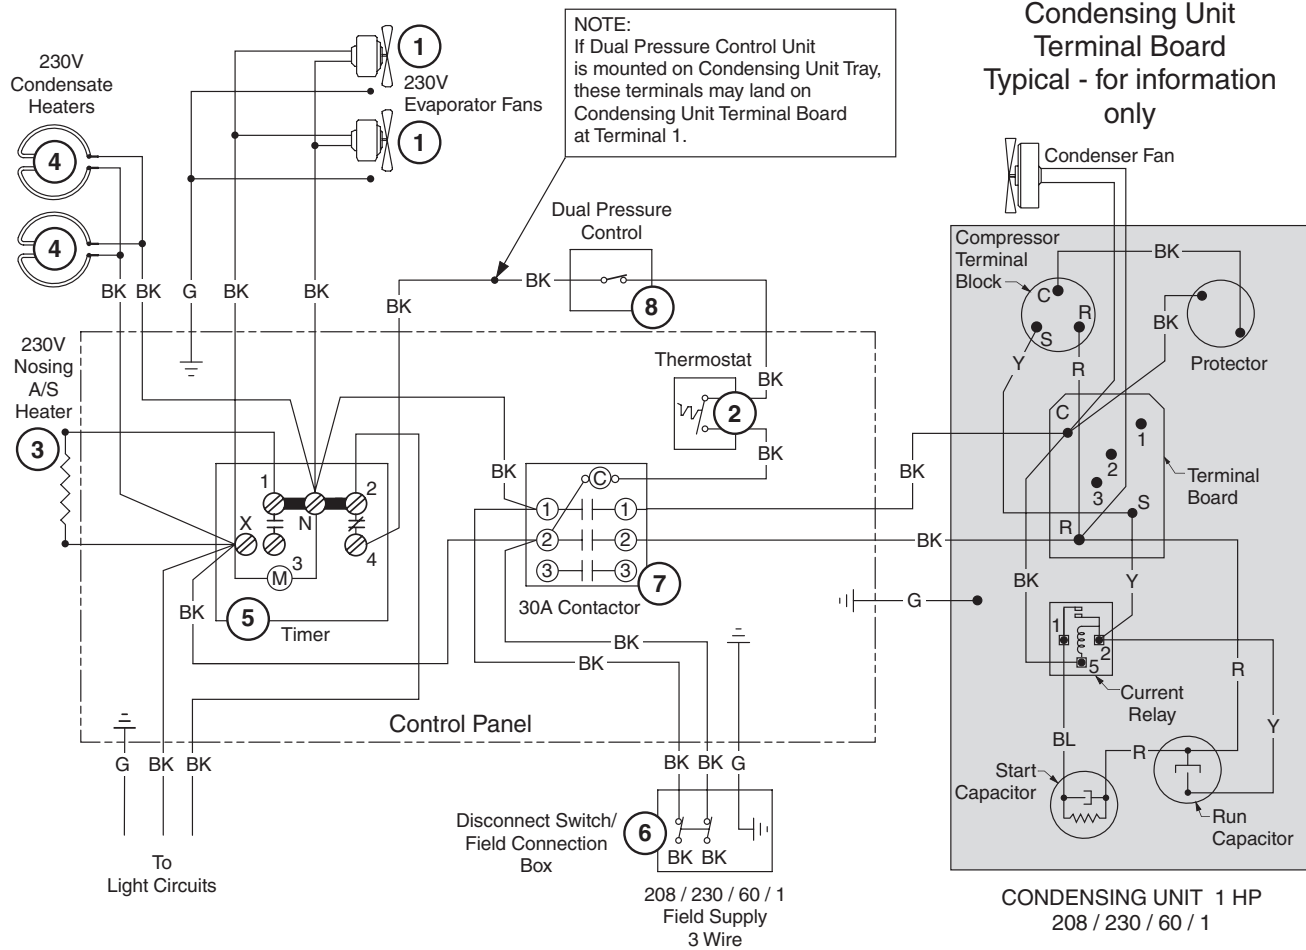 Condensing Unit
Terminal Board
Typical - for information
only
NOTE:
If Dual Pressure Control Unit
is mounted on Condensing Unit Tray,
these terminals may land on
Condensing Unit Terminal Board
at Terminal 1.
230V
Condensate
Heaters
4
4
1
230V
Evaporator Fans
1
Condenser Fan
Dual Pressure
Control
BK
8
BK BK G BK BK BK
230V
Nosing
A/S
Heater
3
Thermostat
2
BK
BK
Compressor
Terminal
Block
C
R
S
BK
BK
Y
R
Protector
C
1
2
3
S
R
Terminal
Board
1
2
X
N
3
4
M
5
Timer
BK
BK
C
1 1
2 2
3 3
7
30A Contactor
BK
BK
BK
BK
G
BK
Y
1
2
5
Current
Relay
R
Y
BL
R
Start
Capacitor
Run
Capacitor
Control Panel
G BK BK
To
Light Circuits
BK BK G
Disconnect Switch/
Field Connection
Box
6
BK BK
208 / 230 / 60 / 1
Field Supply
3 Wire
CONDENSING UNIT 1 HP
208 / 230 / 60 / 1